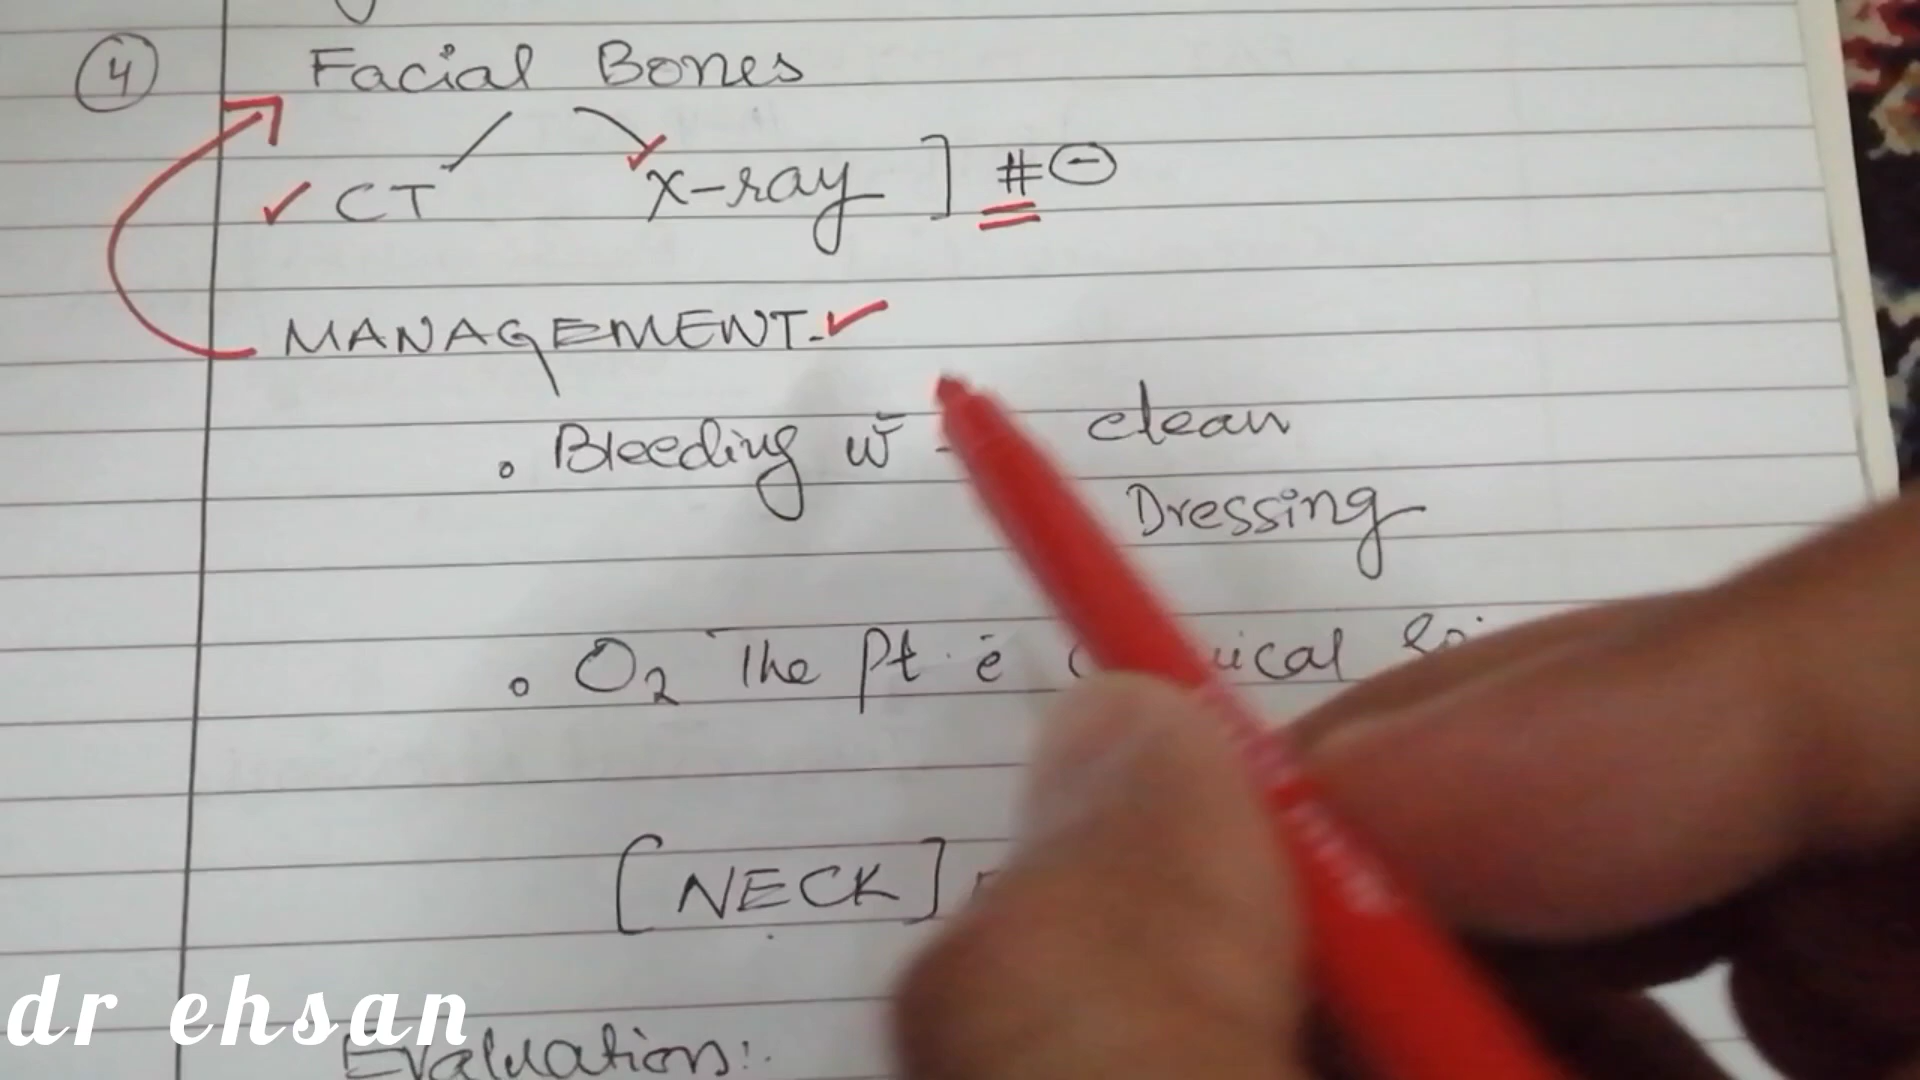 4 Facial Bones
CT X-ray ] # ⊖
MANAGEMENT.
• Bleeding w̄ - clean
Dressing
• O2 The Pt ē
[NECK]
Evaluation:
dr ehsan